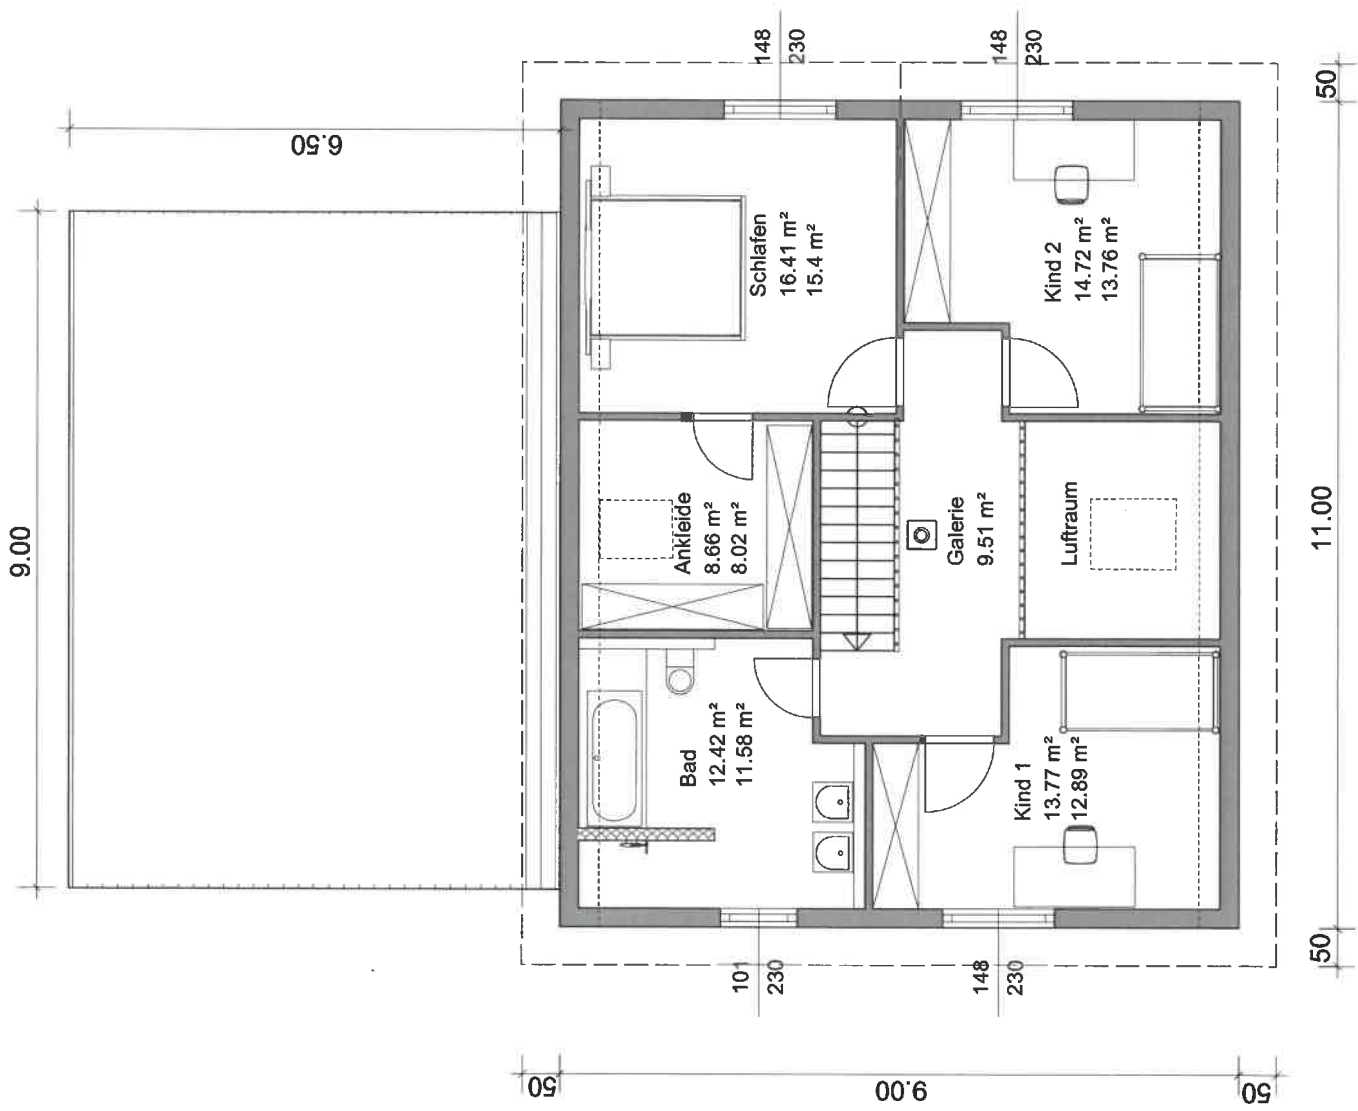 148
230
148
230
50
6.50
9.00
Schlafen
16.41 m²
15.4 m²
Kind 2
14.72 m²
13.76 m²
Ankleide
8.66 m²
8.02 m²
Galerie
9.51 m²
Luftraum
11.00
Bad
12.42 m²
11.58 m²
Kind 1
13.77 m²
12.89 m²
101
230
148
230
50
50
9.00
50